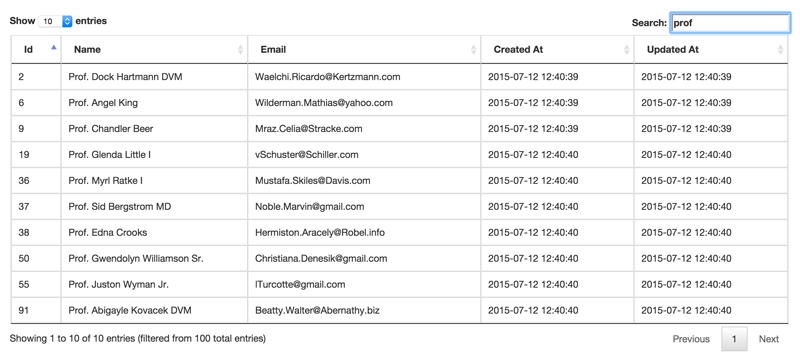 Show 10 entries Search: prof
Id Name Email Created At Updated At
2 Prof. Dock Hartmann DVM Waelchi.Ricardo@Kertzmann.com 2015-07-12 12:40:39 2015-07-12 12:40:39
6 Prof. Angel King Wilderman.Mathias@yahoo.com 2015-07-12 12:40:39 2015-07-12 12:40:39
9 Prof. Chandler Beer Mraz.Celia@Stracke.com 2015-07-12 12:40:39 2015-07-12 12:40:39
19 Prof. Glenda Little I vSchuster@Schiller.com 2015-07-12 12:40:40 2015-07-12 12:40:40
36 Prof. Myrl Ratke I Mustafa.Skiles@Davis.com 2015-07-12 12:40:40 2015-07-12 12:40:40
37 Prof. Sid Bergstrom MD Noble.Marvin@gmail.com 2015-07-12 12:40:40 2015-07-12 12:40:40
38 Prof. Edna Crooks Hermiston.Aracely@Robel.info 2015-07-12 12:40:40 2015-07-12 12:40:40
50 Prof. Gwendolyn Williamson Sr. Christiana.Denesik@gmail.com 2015-07-12 12:40:40 2015-07-12 12:40:40
55 Prof. Juston Wyman Jr. lTurcotte@gmail.com 2015-07-12 12:40:40 2015-07-12 12:40:40
91 Prof. Abigayle Kovacek DVM Beatty.Walter@Abernathy.biz 2015-07-12 12:40:40 2015-07-12 12:40:40
Showing 1 to 10 of 10 entries (filtered from 100 total entries) Previous 1 Next